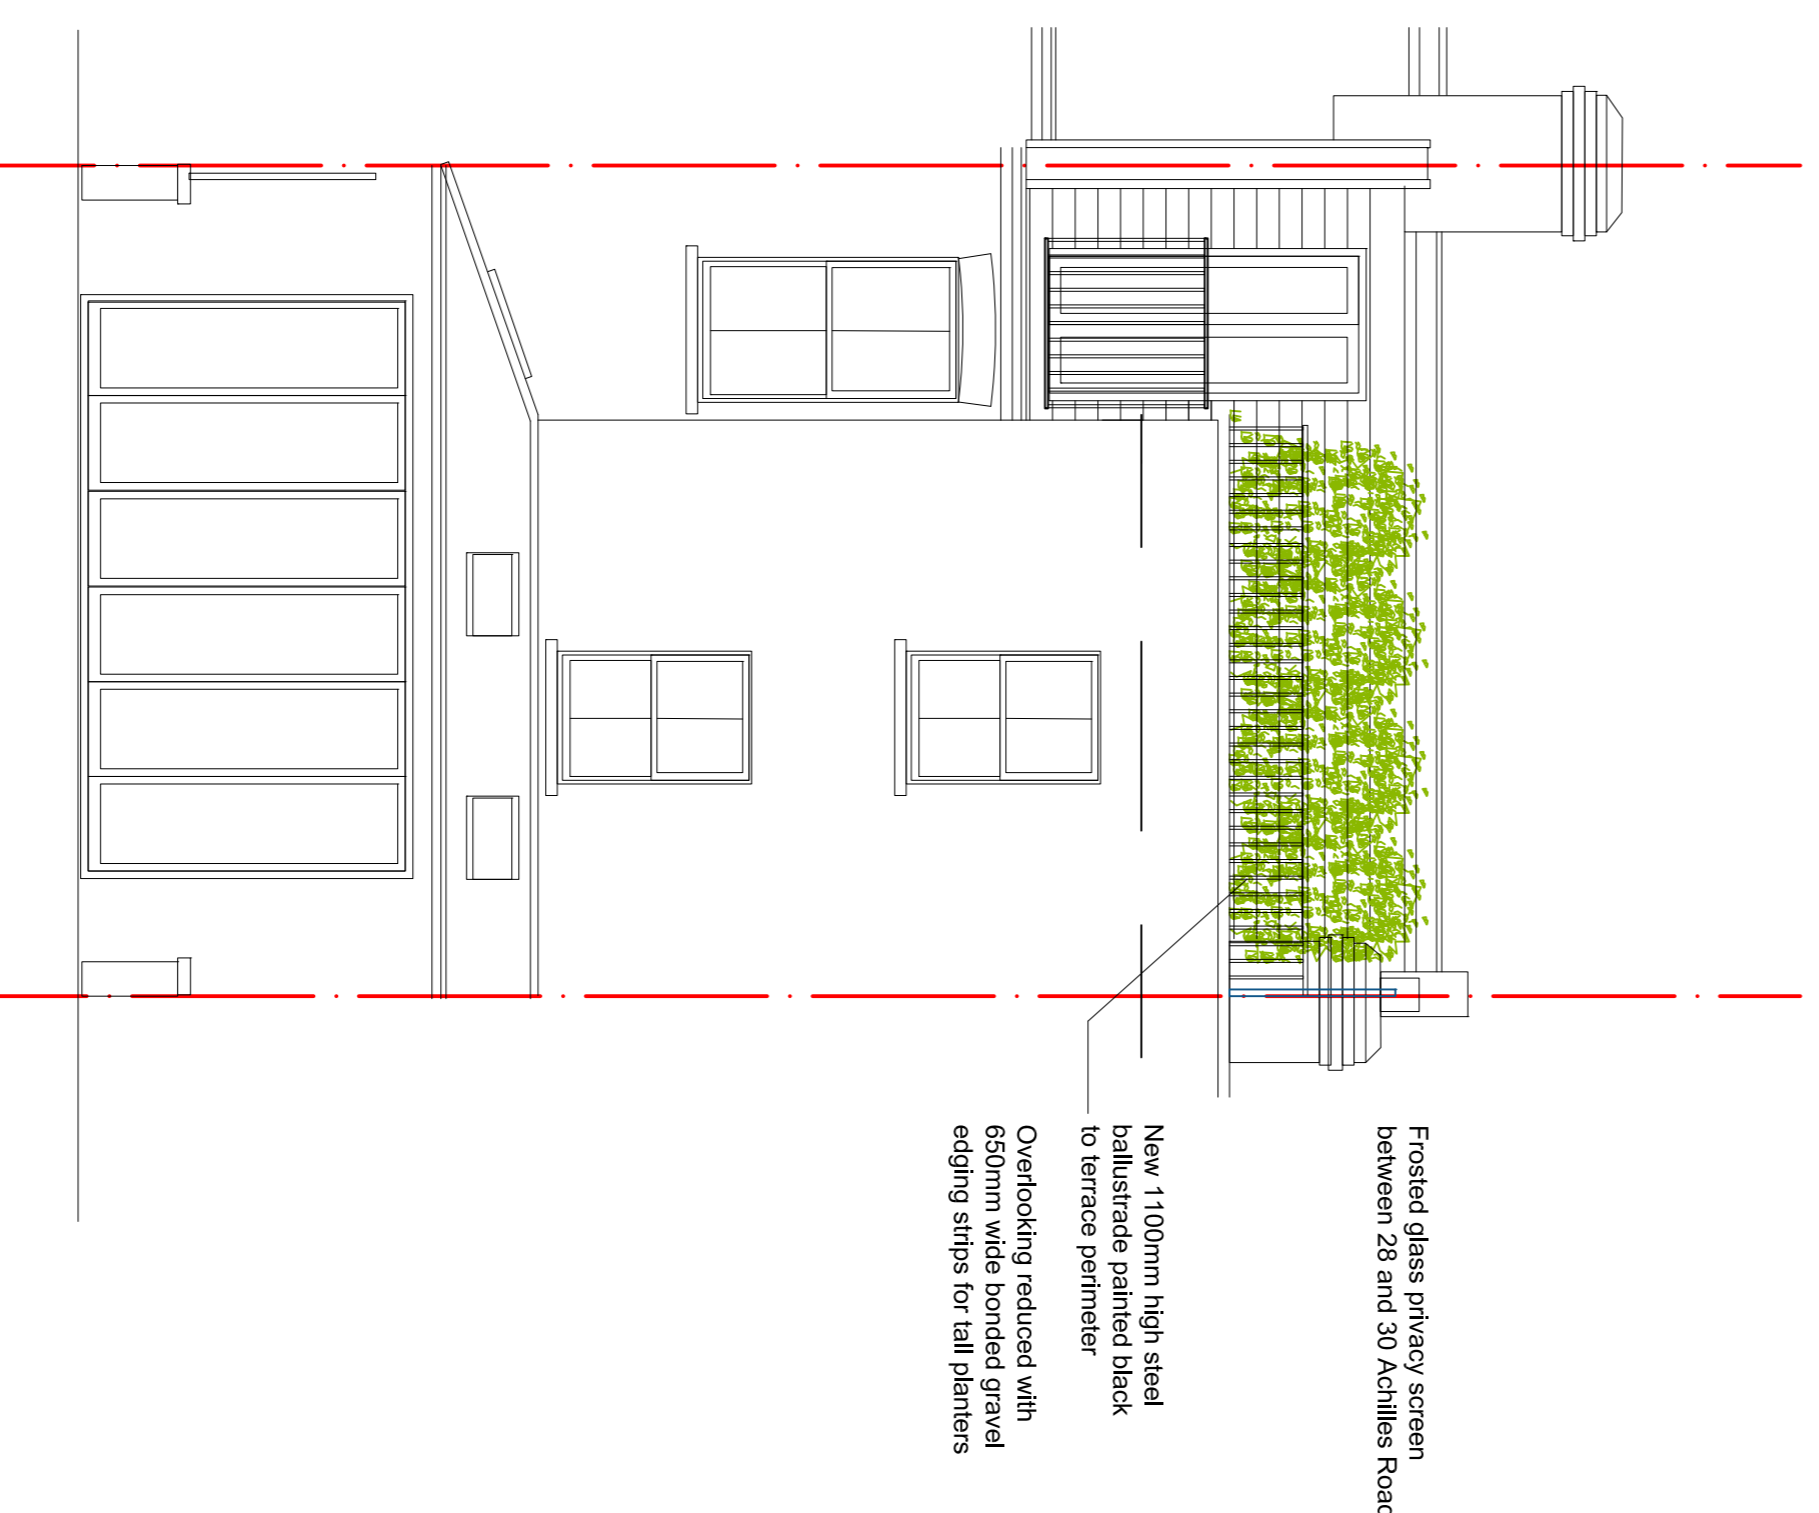 Frosted glass privacy screen
between 28 and 30 Achilles Road
New 1100mm high steel
ballustrade painted black
to terrace perimeter
Overlooking reduced with
650mm wide bonded gravel
edging strips for tall planters